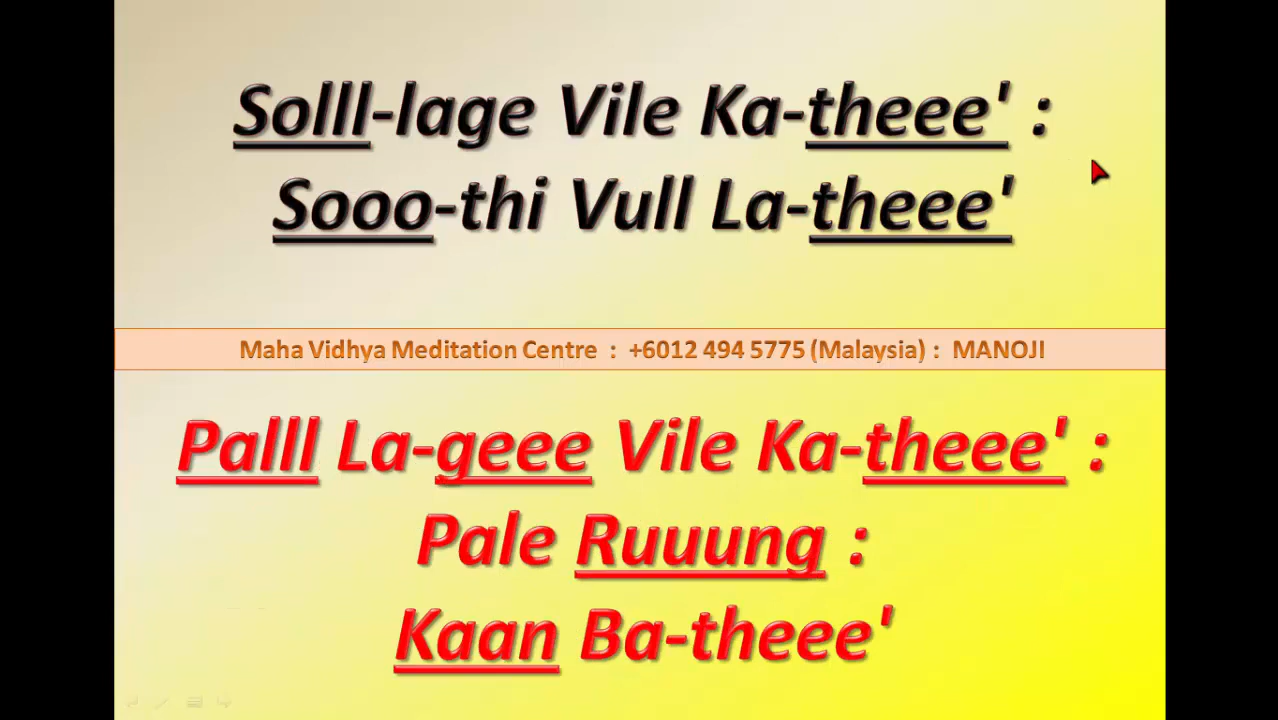 Solll-lage Vile Ka-theee' :
Sooo-thi Vull La-theee'
Maha Vidhya Meditation Centre : +6012 494 5775 (Malaysia) : MANOJI
Palll La-geee Vile Ka-theee' :
Pale Ruuung :
Kaan Ba-theee'